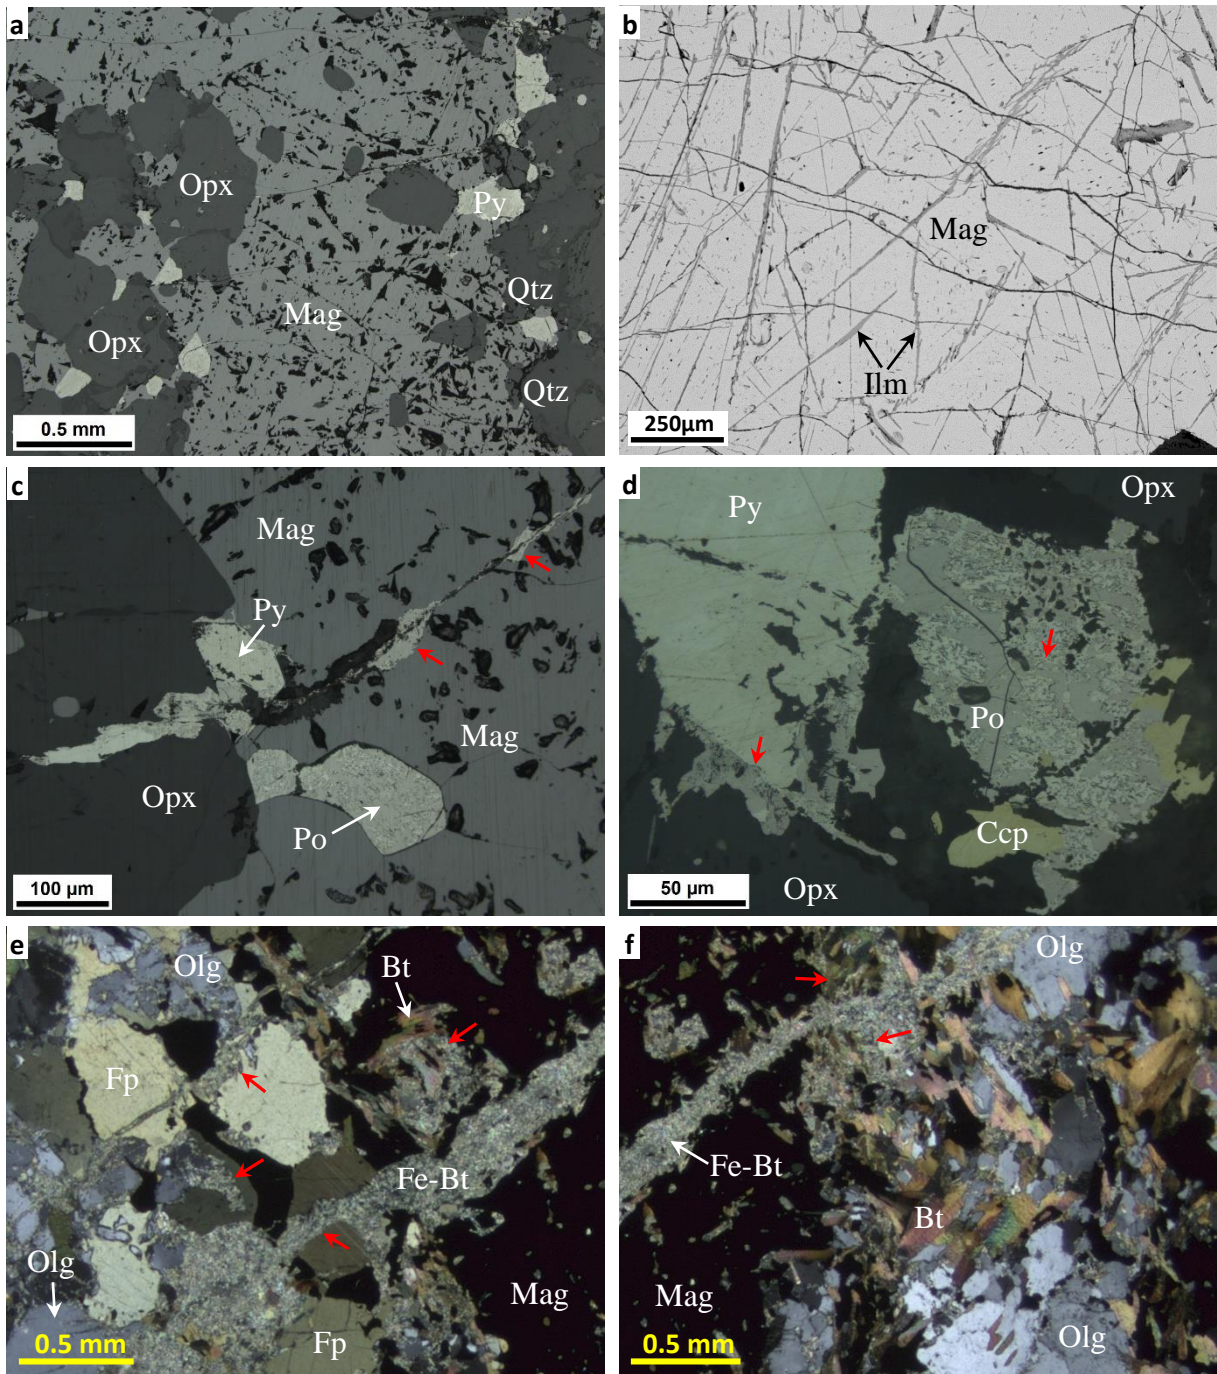 a
Opx
Py
Qtz
Mag
Opx
Qtz
0.5 mm
b
Mag
Ilm
250μm
c
Mag
Py
Mag
Opx
Po
100 μm
d
Opx
Py
Po
Ccp
Opx
50 μm
e
Olg
Bt
Fp
Fe-Bt
Olg
Mag
Fp
0.5 mm
f
Olg
Fe-Bt
Bt
Mag
Olg
0.5 mm